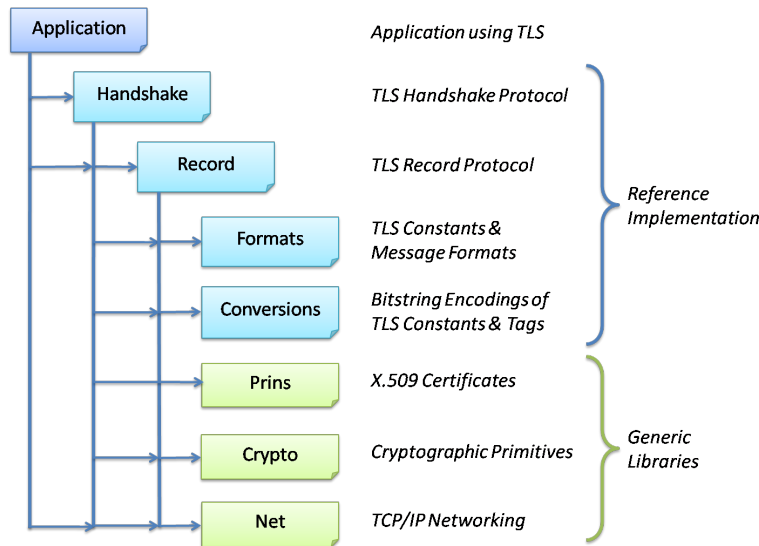 Application
Application using TLS
Handshake
TLS Handshake Protocol
Record
TLS Record Protocol
Reference
Implementation
Formats
TLS Constants &
Message Formats
Conversions
Bitstring Encodings of
TLS Constants & Tags
Prins
X.509 Certificates
Crypto
Cryptographic Primitives
Generic
Libraries
Net
TCP/IP Networking